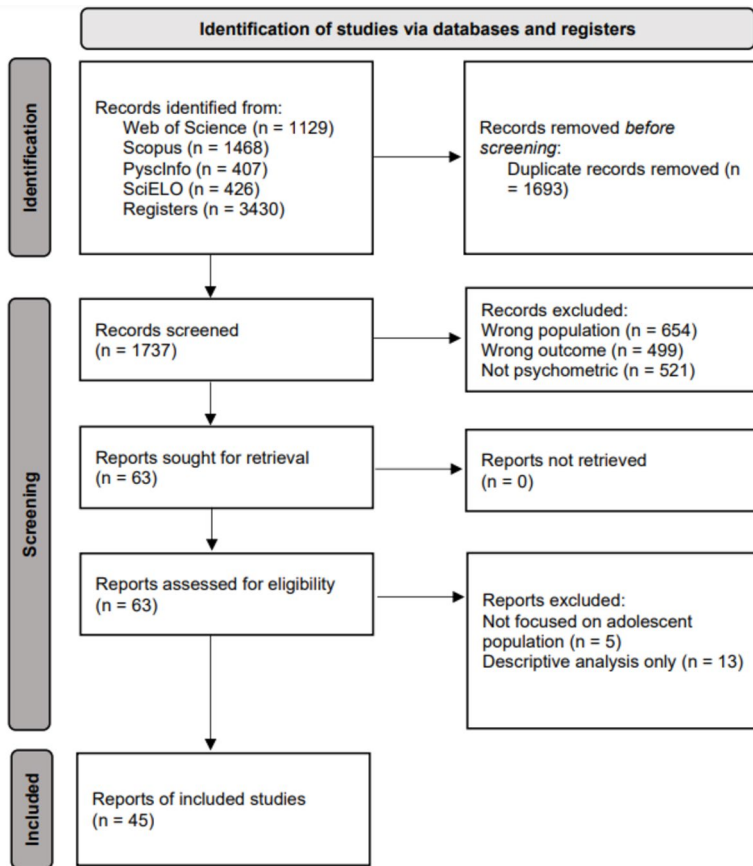 Identification of studies via databases and registers
Identification
Records identified from:
Web of Science (n = 1129)
Scopus (n = 1468)
PyscInfo (n = 407)
SciELO (n = 426)
Registers (n = 3430)
Records removed before
screening:
Duplicate records removed (n
= 1693)
Screening
Records screened
(n = 1737)
Records excluded:
Wrong population (n = 654)
Wrong outcome (n = 499)
Not psychometric (n = 521)
Reports sought for retrieval
(n = 63)
Reports not retrieved
(n = 0)
Reports assessed for eligibility
(n = 63)
Reports excluded:
Not focused on adolescent
population (n = 5)
Descriptive analysis only (n = 13)
Included
Reports of included studies
(n = 45)